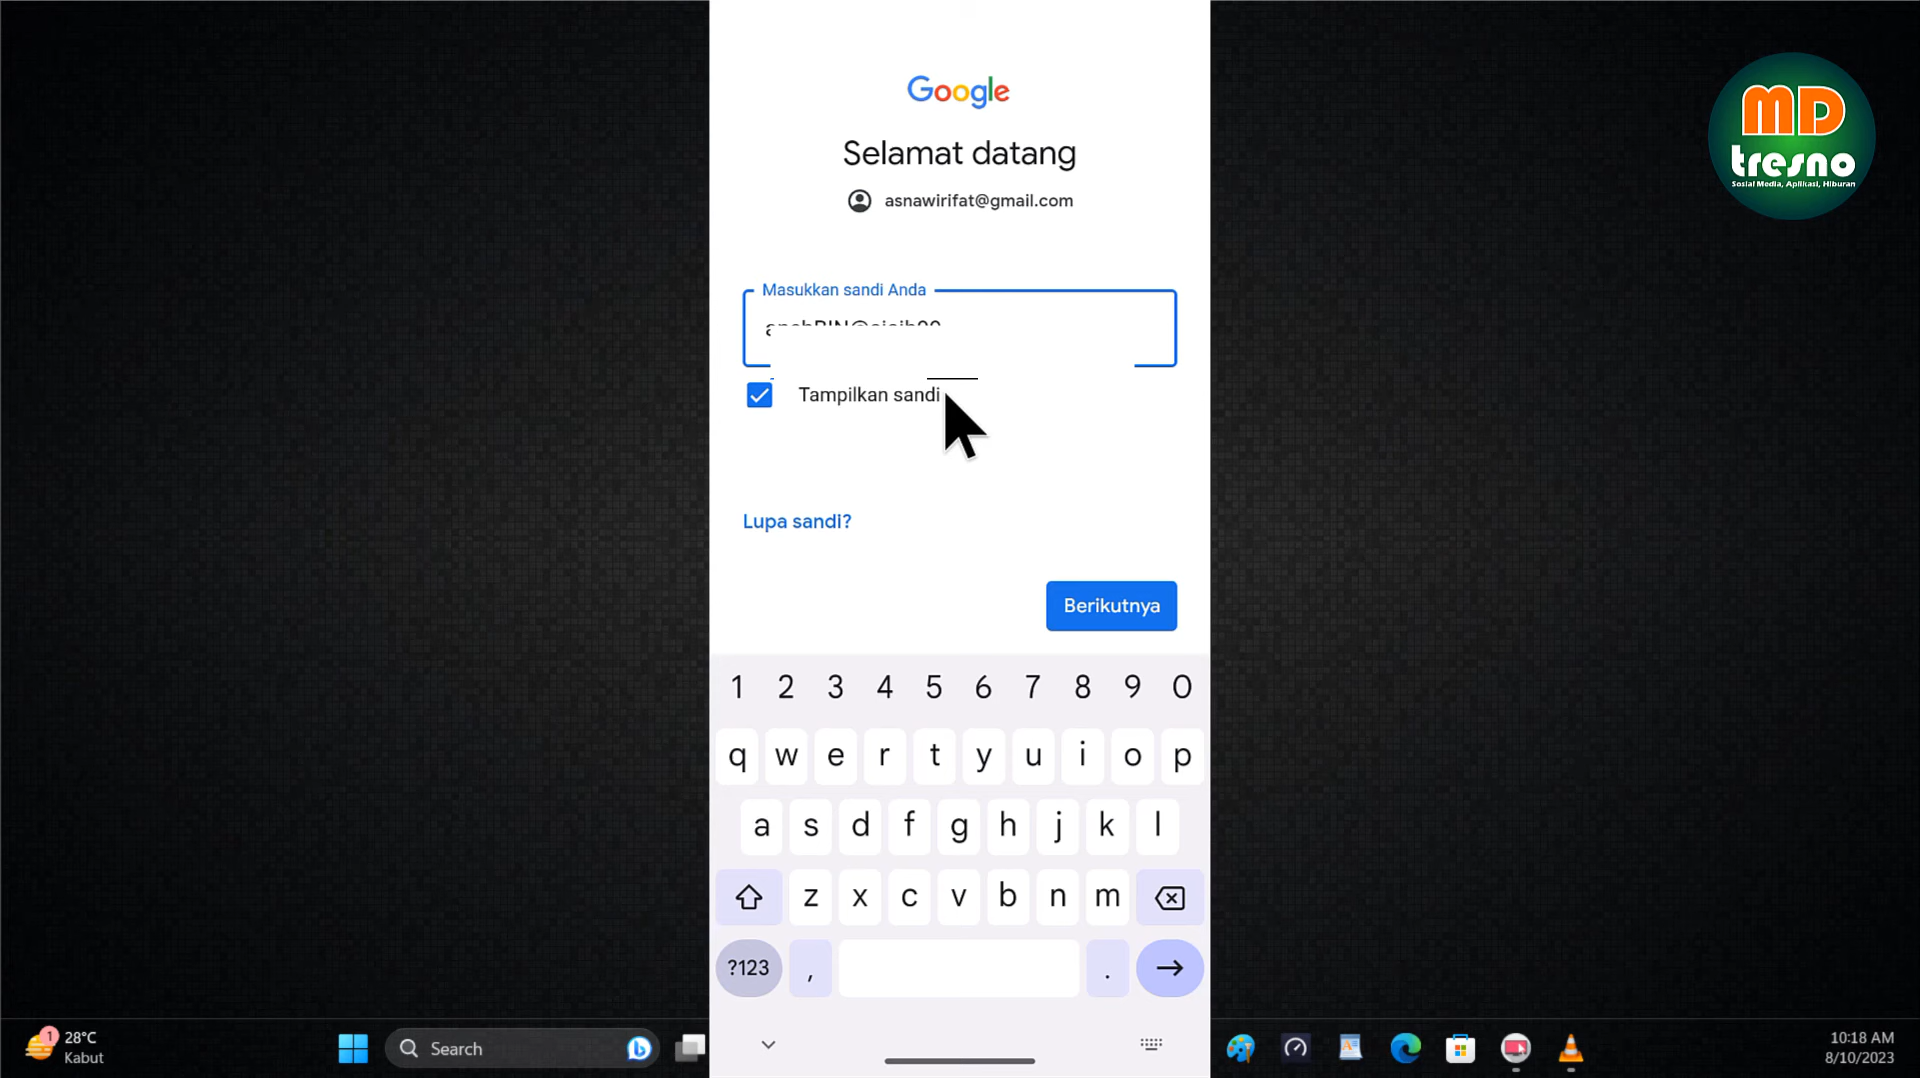 Google
Selamat datang
asnawirifat@gmail.com
Masukkan sandi Anda
Tampilkan sandi
Lupa sandi?
Berikutnya
1 2 3 4 5 6 7 8 9 0
q w e r t y u i o p
a s d f g h j k l
z x c v b n m
?123 , .
MD
tresno
Sosial Media, Aplikasi, Hiburan
1
28°C
Kabut
Search
10:18 AM
8/10/2023